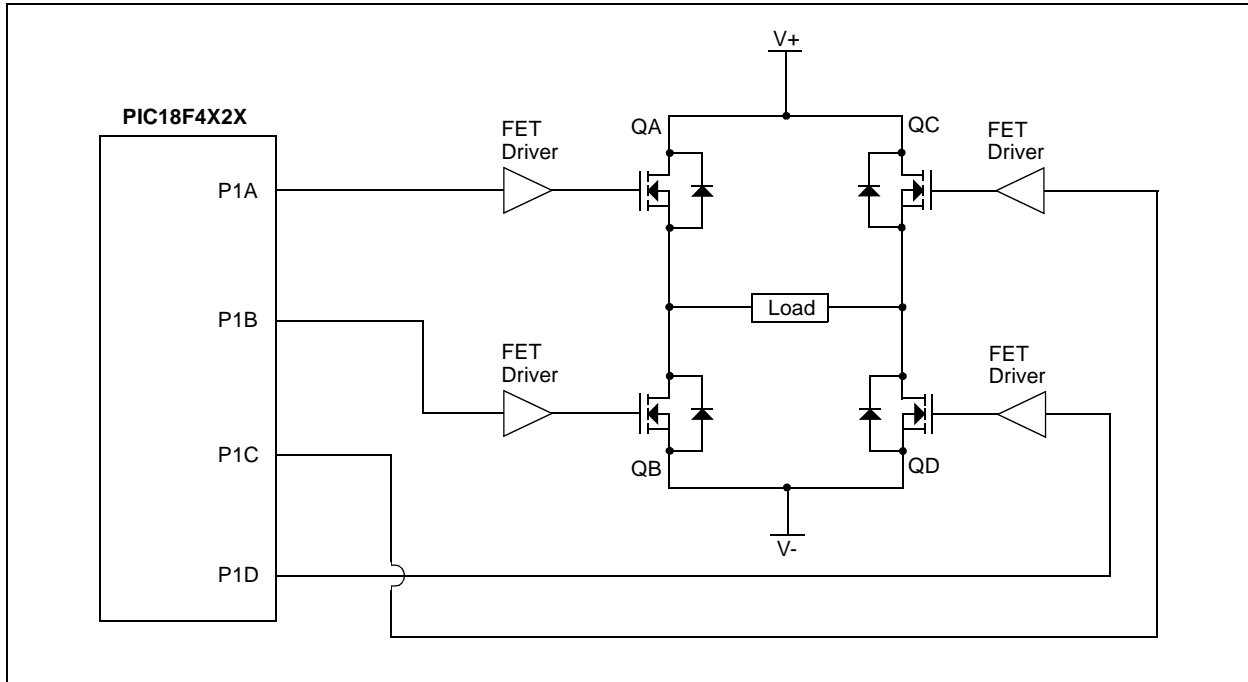 V+
PIC18F4X2X
FET
Driver
QA
QC
FET
Driver
P1A
Load
P1B
FET
Driver
FET
Driver
P1C
QB
QD
V-
P1D